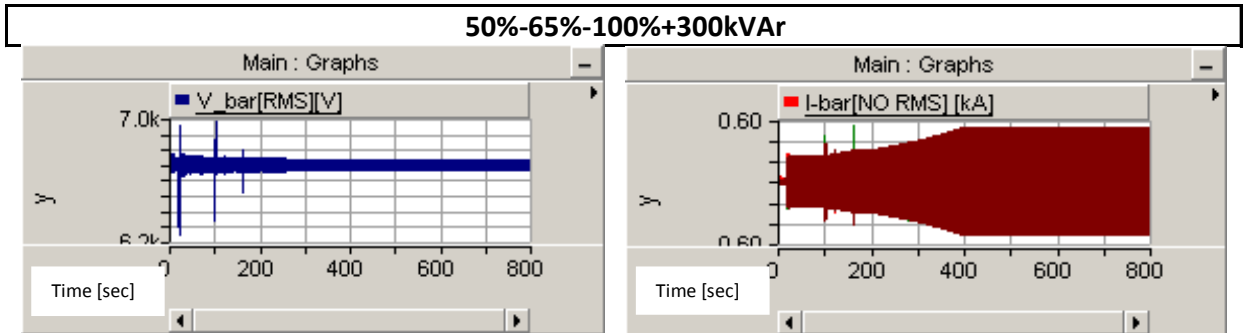 50%-65%-100%+300kVAr
Main : Graphs
V_bar[RMS][V]
7.0k
y
6.2k
0 200 400 600 800
Time [sec]
Main : Graphs
I-bar[NO RMS] [kA]
0.60
y
0.60
0 200 400 600 800
Time [sec]